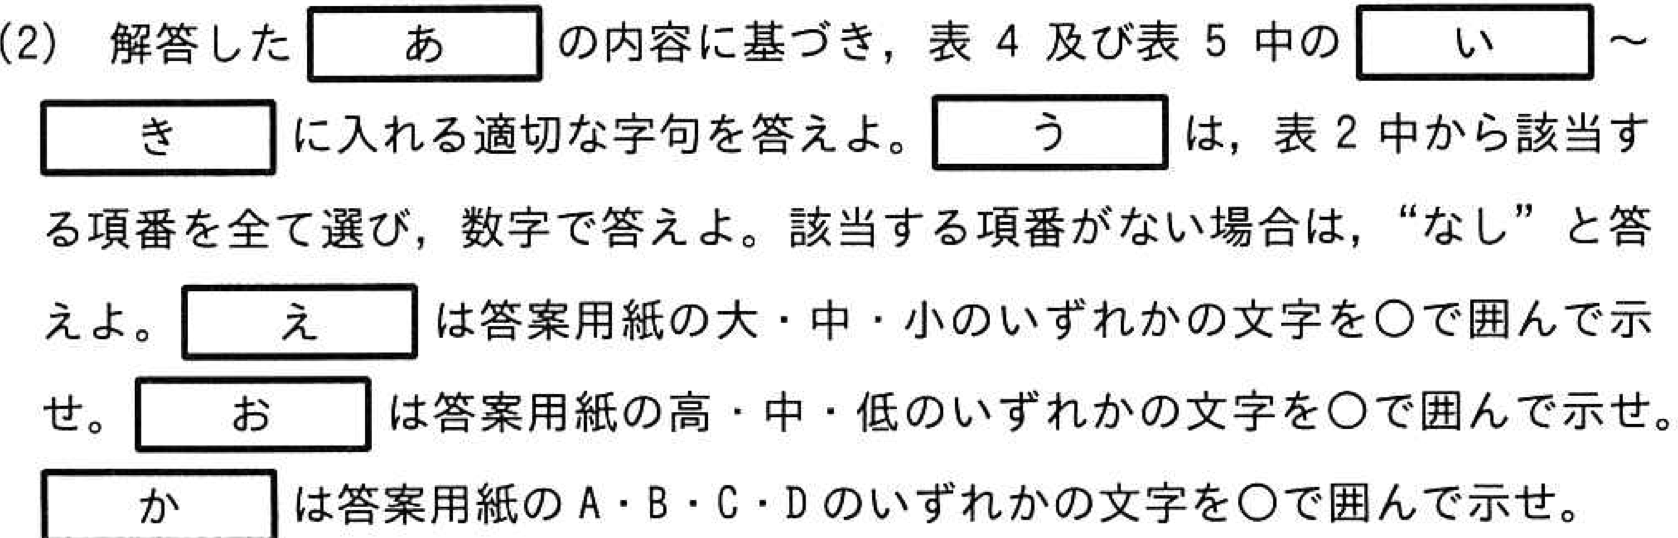 (2) 解答した あ の内容に基づき，表 4 及び表 5 中の い ～
き に入れる適切な字句を答えよ。 う は，表 2 中から該当す
る項番を全て選び，数字で答えよ。該当する項番がない場合は，“なし”と答
えよ。 え は答案用紙の大・中・小のいずれかの文字を〇で囲んで示
せ。 お は答案用紙の高・中・低のいずれかの文字を〇で囲んで示せ。
か は答案用紙の A・B・C・D のいずれかの文字を〇で囲んで示せ。